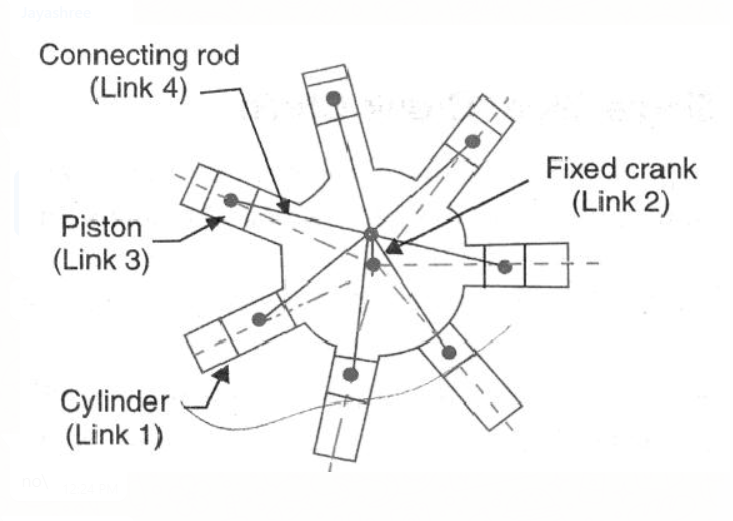 Connecting rod
(Link 4)
Fixed crank
(Link 2)
Piston
(Link 3)
Cylinder
(Link 1)